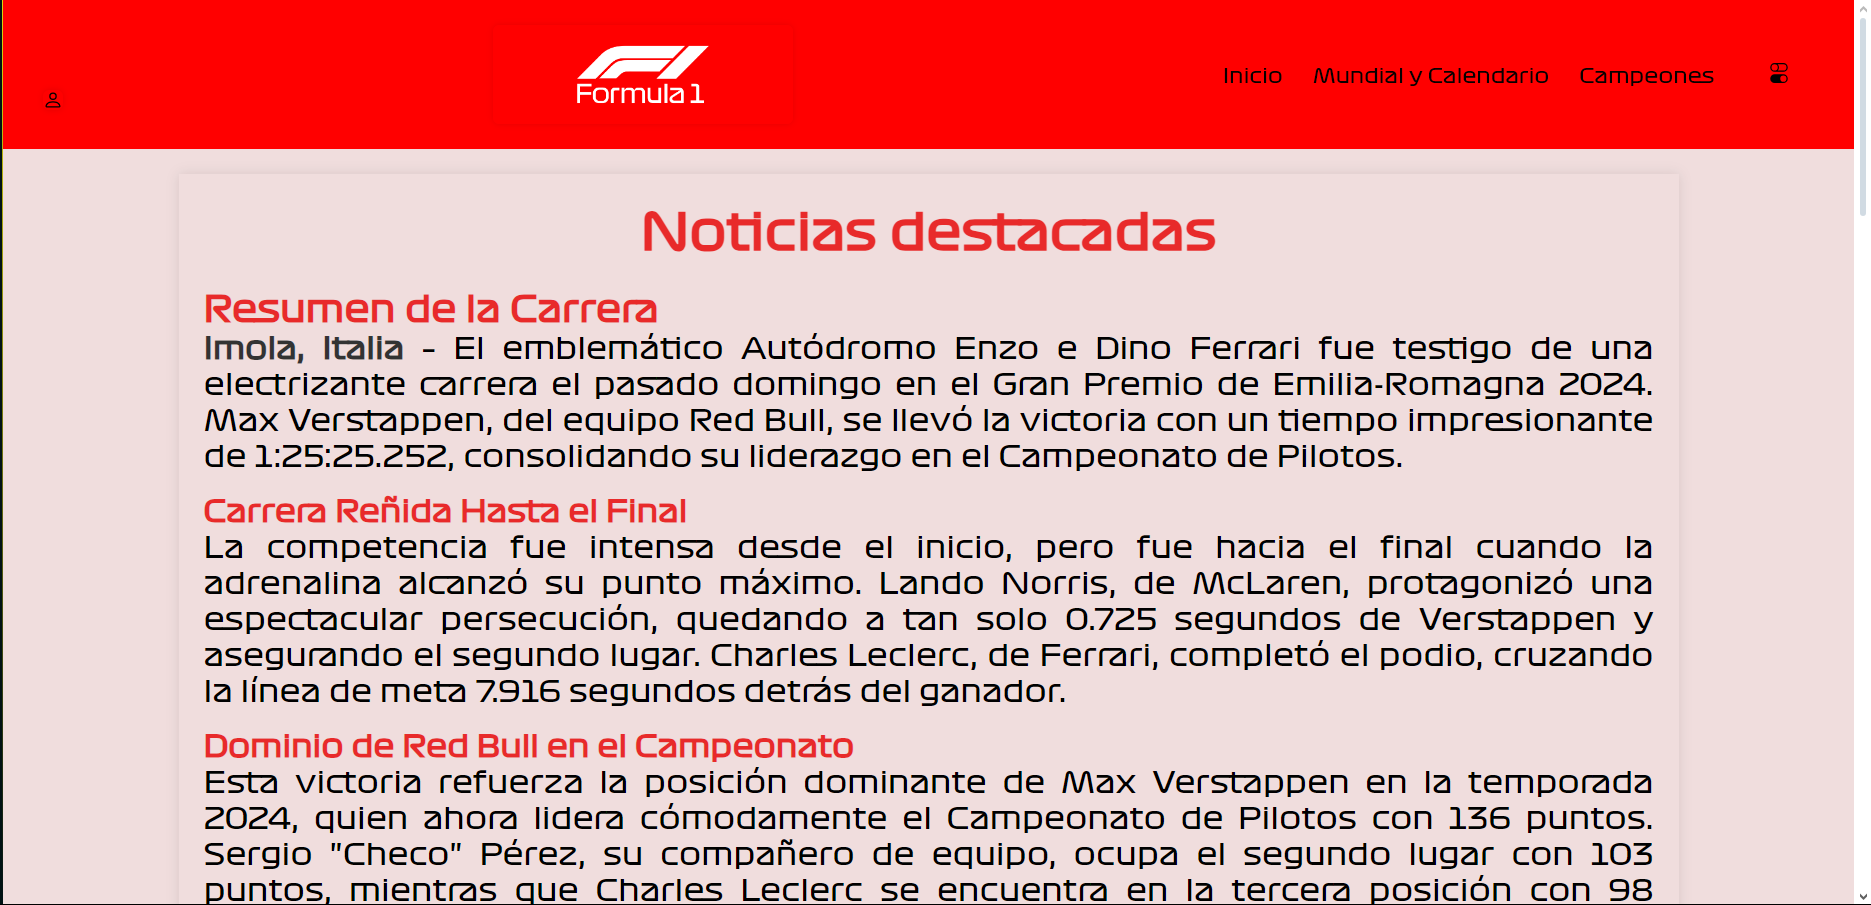 Formula 1
Inicio Mundial y Calendario Campeones
Noticias destacadas
Resumen de la Carrera
Imola, Italia - El emblemático Autódromo Enzo e Dino Ferrari fue testigo de una
electrizante carrera el pasado domingo en el Gran Premio de Emilia-Romagna 2024.
Max Verstappen, del equipo Red Bull, se llevó la victoria con un tiempo impresionante
de 1:25:25.252, consolidando su liderazgo en el Campeonato de Pilotos.
Carrera Reñida Hasta el Final
La competencia fue intensa desde el inicio, pero fue hacia el final cuando la
adrenalina alcanzó su punto máximo. Lando Norris, de McLaren, protagonizó una
espectacular persecución, quedando a tan solo 0.725 segundos de Verstappen y
asegurando el segundo lugar. Charles Leclerc, de Ferrari, completó el podio, cruzando
la línea de meta 7.916 segundos detrás del ganador.
Dominio de Red Bull en el Campeonato
Esta victoria refuerza la posición dominante de Max Verstappen en la temporada
2024, quien ahora lidera cómodamente el Campeonato de Pilotos con 136 puntos.
Sergio "Checo" Pérez, su compañero de equipo, ocupa el segundo lugar con 103
puntos, mientras que Charles Leclerc se encuentra en la tercera posición con 98